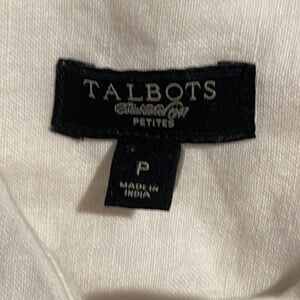 TALBOTS
PETITES
P
MADE IN
INDIA